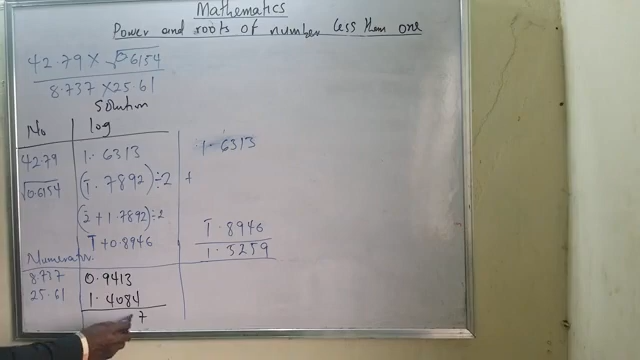 Mathematics
Power and roots of number less than one
42.79 × √0.6154
8.737 × 25.61
Solution
No log
42.79 1.6313 1.6313
√0.6154 (1̄.7892) ÷ 2 +
(2̄ + 1.7892) ÷ 2 1̄.8946
1̄ + 0.8946 1.5259
Numerator.
8.737 0.9413
25.61 1.4084
7